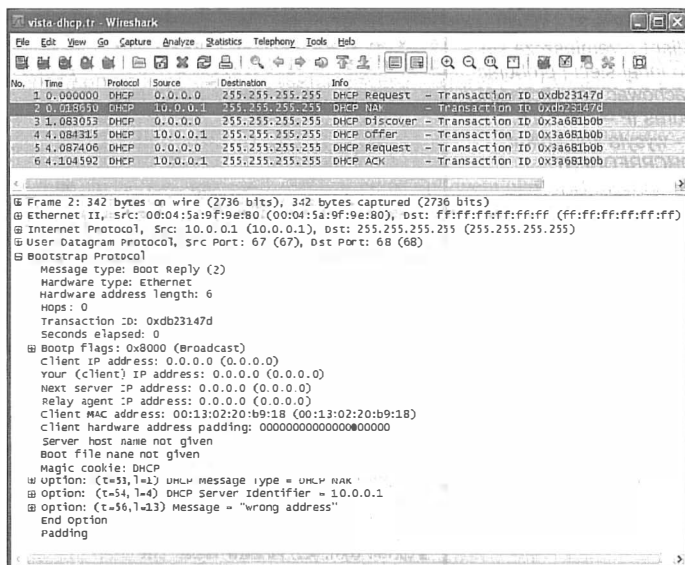 vista-dhcp.tr - Wireshark
File Edit View Go Capture Analyze Statistics Telephony Tools Help
No. Time Protocol Source Destination Info
1 0.000000 DHCP 0.0.0.0 255.255.255.255 DHCP Request - Transaction ID 0xdb23147d
2 0.018650 DHCP 10.0.0.1 255.255.255.255 DHCP NAK - Transaction ID 0xdb23147d
3 1.083053 DHCP 0.0.0.0 255.255.255.255 DHCP Discover - Transaction ID 0x3a681b0b
4 4.084315 DHCP 10.0.0.1 255.255.255.255 DHCP Offer - Transaction ID 0x3a681b0b
5 4.087406 DHCP 0.0.0.0 255.255.255.255 DHCP Request - Transaction ID 0x3a681b0b
6 4.104592 DHCP 10.0.0.1 255.255.255.255 DHCP ACK - Transaction ID 0x3a681b0b
Frame 2: 342 bytes on wire (2736 bits), 342 bytes captured (2736 bits)
Ethernet II, Src: 00:04:5a:9f:9e:80 (00:04:5a:9f:9e:80), Dst: ff:ff:ff:ff:ff:ff (ff:ff:ff:ff:ff:ff)
Internet Protocol, Src: 10.0.0.1 (10.0.0.1), Dst: 255.255.255.255 (255.255.255.255)
User Datagram Protocol, Src Port: 67 (67), Dst Port: 68 (68)
Bootstrap Protocol
Message type: Boot Reply (2)
Hardware type: Ethernet
Hardware address length: 6
Hops: 0
Transaction ID: 0xdb23147d
Seconds elapsed: 0
Bootp flags: 0x8000 (Broadcast)
Client IP address: 0.0.0.0 (0.0.0.0)
Your (client) IP address: 0.0.0.0 (0.0.0.0)
Next server IP address: 0.0.0.0 (0.0.0.0)
Relay agent IP address: 0.0.0.0 (0.0.0.0)
Client MAC address: 00:13:02:20:b9:18 (00:13:02:20:b9:18)
Client hardware address padding: 00000000000000000000
Server host name not given
Boot file name not given
Magic cookie: DHCP
Option: (t=53,l=1) DHCP Message Type = DHCP NAK
Option: (t=54,l=4) DHCP Server Identifier = 10.0.0.1
Option: (t=56,l=13) Message = "wrong address"
End Option
Padding